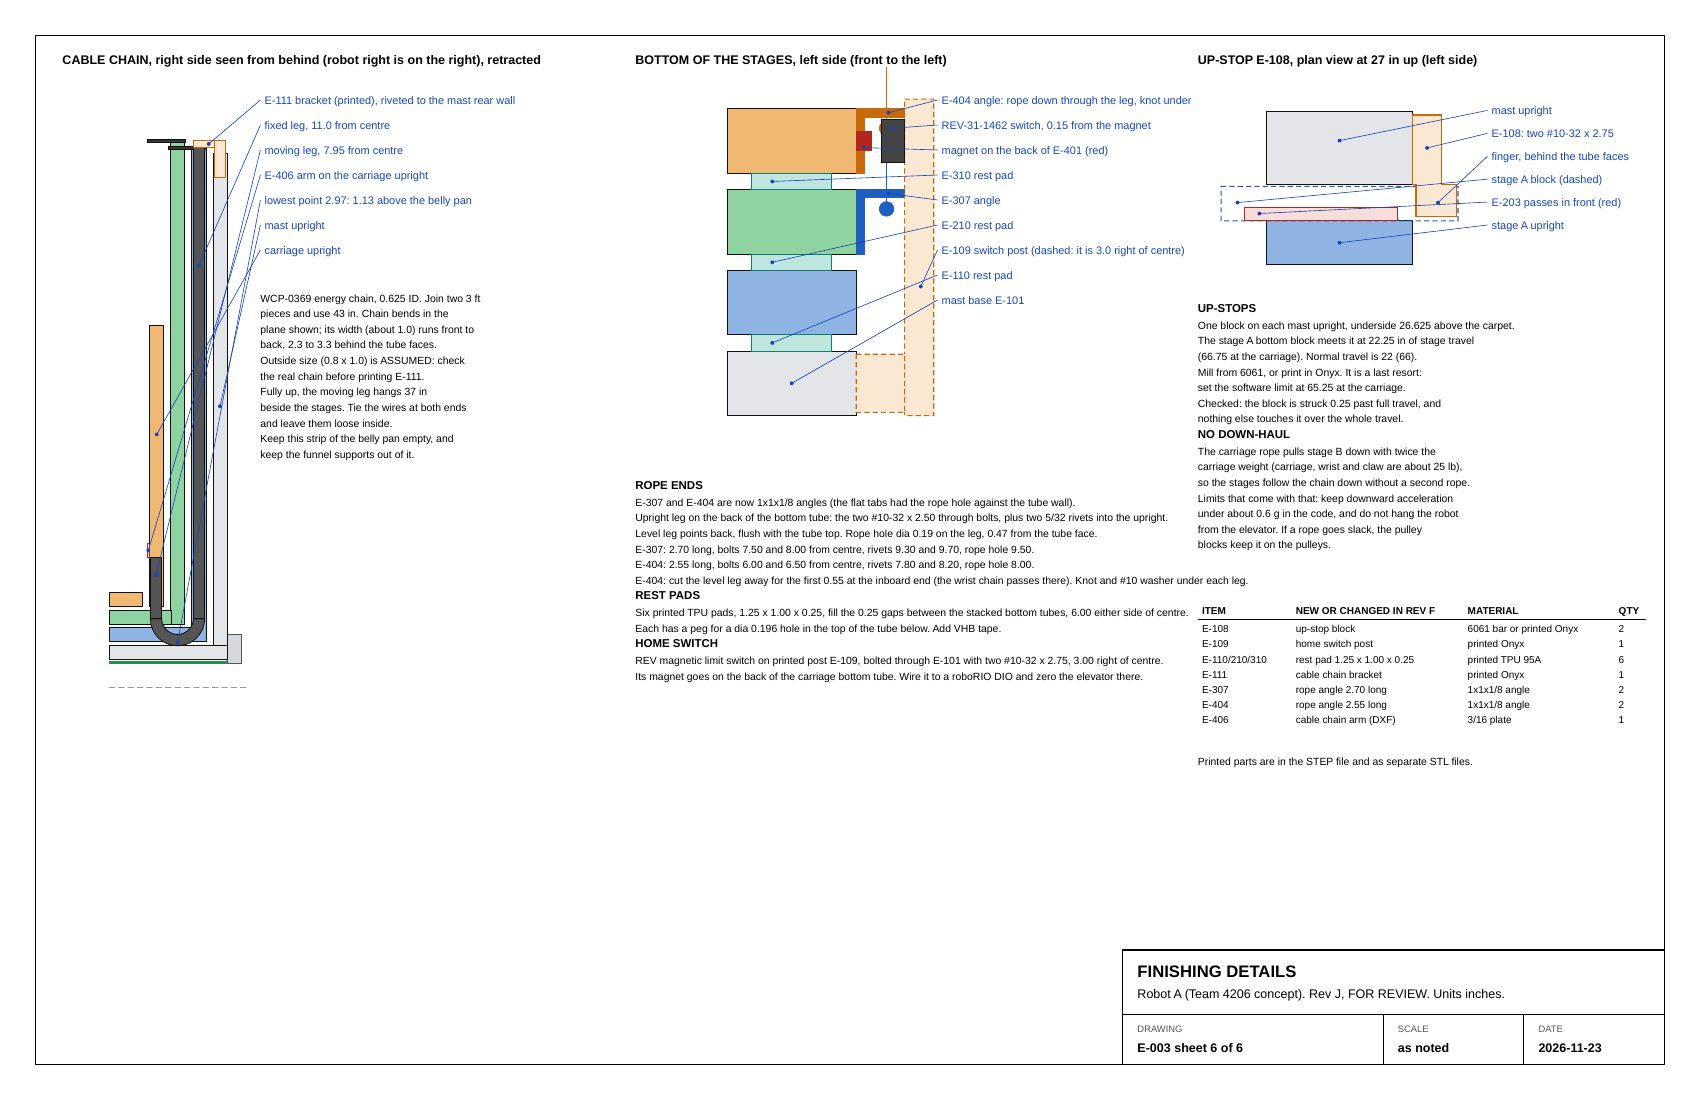 CABLE CHAIN, right side seen from behind (robot right is on the right), retracted
E-111 bracket (printed), riveted to the mast rear wall
fixed leg, 11.0 from centre
moving leg, 7.95 from centre
E-406 arm on the carriage upright
lowest point 2.97: 1.13 above the belly pan
mast upright
carriage upright
WCP-0369 energy chain, 0.625 ID. Join two 3 ft
pieces and use 43 in. Chain bends in the
plane shown; its width (about 1.0) runs front to
back, 2.3 to 3.3 behind the tube faces.
Outside size (0.8 x 1.0) is ASSUMED: check
the real chain before printing E-111.
Fully up, the moving leg hangs 37 in
beside the stages. Tie the wires at both ends
and leave them loose inside.
Keep this strip of the belly pan empty, and
keep the funnel supports out of it.
BOTTOM OF THE STAGES, left side (front to the left)
E-404 angle: rope down through the leg, knot under
REV-31-1462 switch, 0.15 from the magnet
magnet on the back of E-401 (red)
E-310 rest pad
E-307 angle
E-210 rest pad
E-109 switch post (dashed: it is 3.0 right of centre)
E-110 rest pad
mast base E-101
ROPE ENDS
E-307 and E-404 are now 1x1x1/8 angles (the flat tabs had the rope hole against the tube wall).
Upright leg on the back of the bottom tube: the two #10-32 x 2.50 through bolts, plus two 5/32 rivets into the upright.
Level leg points back, flush with the tube top. Rope hole dia 0.19 on the leg, 0.47 from the tube face.
E-307: 2.70 long, bolts 7.50 and 8.00 from centre, rivets 9.30 and 9.70, rope hole 9.50.
E-404: 2.55 long, bolts 6.00 and 6.50 from centre, rivets 7.80 and 8.20, rope hole 8.00.
E-404: cut the level leg away for the first 0.55 at the inboard end (the wrist chain passes there). Knot and #10 washer under each leg.
REST PADS
Six printed TPU pads, 1.25 x 1.00 x 0.25, fill the 0.25 gaps between the stacked bottom tubes, 6.00 either side of centre.
Each has a peg for a dia 0.196 hole in the top of the tube below. Add VHB tape.
HOME SWITCH
REV magnetic limit switch on printed post E-109, bolted through E-101 with two #10-32 x 2.75, 3.00 right of centre.
Its magnet goes on the back of the carriage bottom tube. Wire it to a roboRIO DIO and zero the elevator there.
UP-STOP E-108, plan view at 27 in up (left side)
mast upright
E-108: two #10-32 x 2.75
finger, behind the tube faces
stage A block (dashed)
E-203 passes in front (red)
stage A upright
UP-STOPS
One block on each mast upright, underside 26.625 above the carpet.
The stage A bottom block meets it at 22.25 in of stage travel
(66.75 at the carriage). Normal travel is 22 (66).
Mill from 6061, or print in Onyx. It is a last resort:
set the software limit at 65.25 at the carriage.
Checked: the block is struck 0.25 past full travel, and
nothing else touches it over the whole travel.
NO DOWN-HAUL
The carriage rope pulls stage B down with twice the
carriage weight (carriage, wrist and claw are about 25 lb),
so the stages follow the chain down without a second rope.
Limits that come with that: keep downward acceleration
under about 0.6 g in the code, and do not hang the robot
from the elevator. If a rope goes slack, the pulley
blocks keep it on the pulleys.
ITEM NEW OR CHANGED IN REV F MATERIAL QTY
E-108 up-stop block 6061 bar or printed Onyx 2
E-109 home switch post printed Onyx 1
E-110/210/310 rest pad 1.25 x 1.00 x 0.25 printed TPU 95A 6
E-111 cable chain bracket printed Onyx 1
E-307 rope angle 2.70 long 1x1x1/8 angle 2
E-404 rope angle 2.55 long 1x1x1/8 angle 2
E-406 cable chain arm (DXF) 3/16 plate 1
Printed parts are in the STEP file and as separate STL files.
FINISHING DETAILS
Robot A (Team 4206 concept). Rev J, FOR REVIEW. Units inches.
DRAWING SCALE DATE
E-003 sheet 6 of 6 as noted 2026-11-23